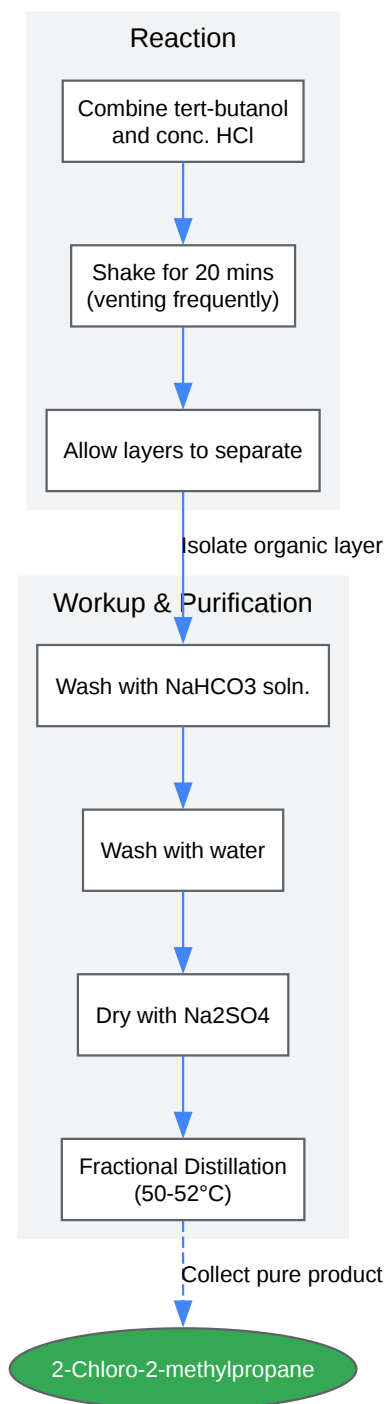 Reaction
Combine tert-butanol
and conc. HCl
Shake for 20 mins
(venting frequently)
Allow layers to separate
Isolate organic layer
Workup & Purification
Wash with NaHCO3 soln.
Wash with water
Dry with Na2SO4
Fractional Distillation
(50-52°C)
Collect pure product
2-Chloro-2-methylpropane